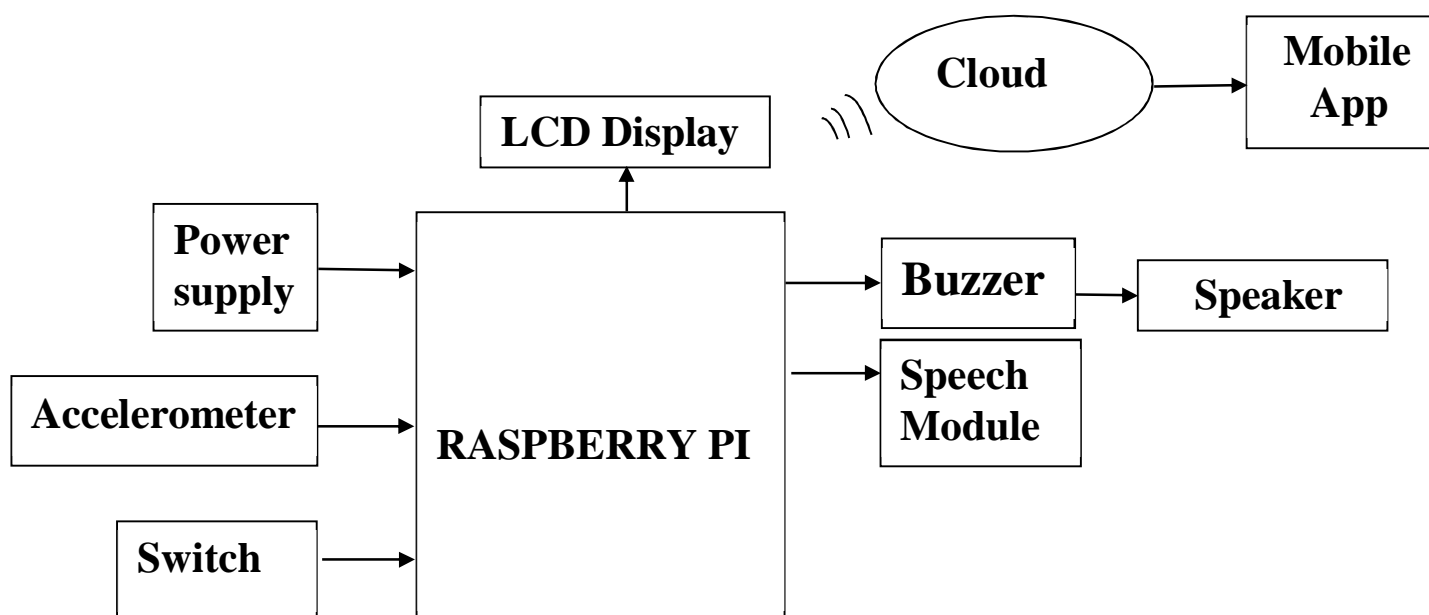 Cloud
Mobile
App
LCD Display
Power
supply
Buzzer
Speaker
Accelerometer
Speech
Module
RASPBERRY PI
Switch